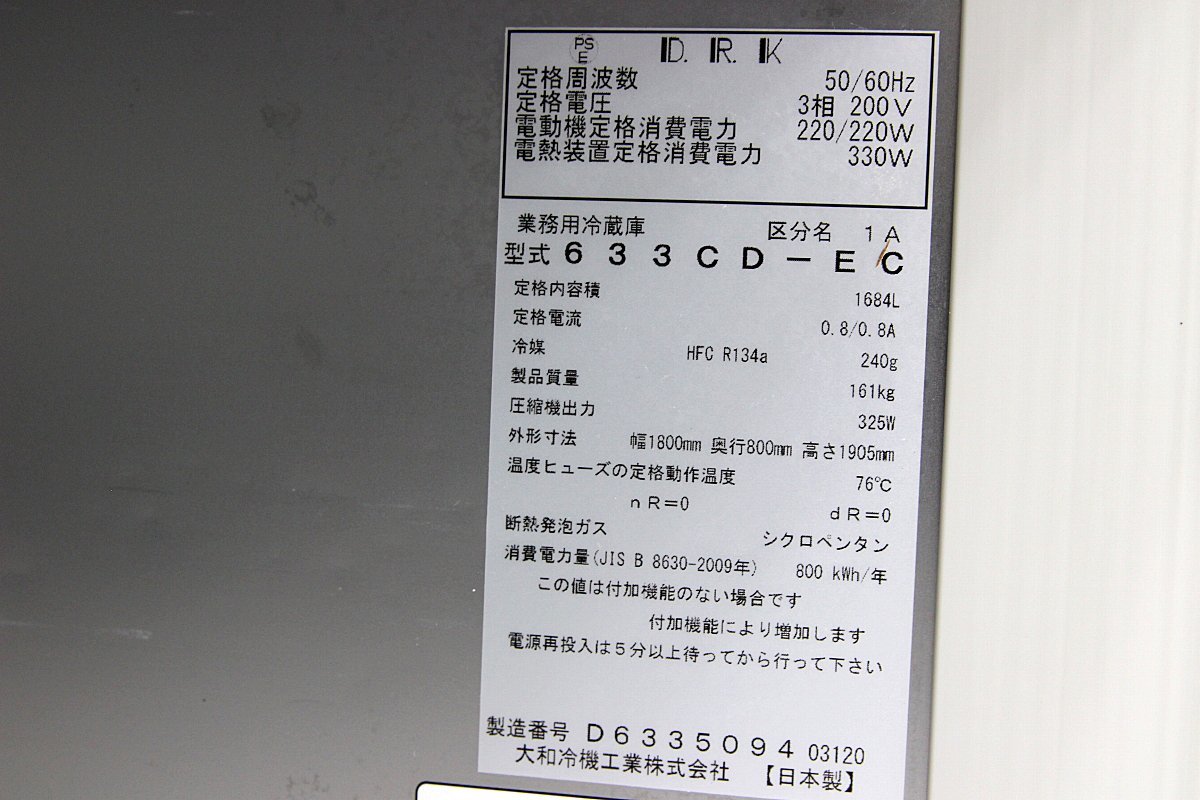 PS E D.R.K
定格周波数 50/60Hz
定格電圧 3相 200V
電動機定格消費電力 220/220W
電熱装置定格消費電力 330W
業務用冷蔵庫 区分名 1A
型式 633CD-EC
定格内容積 1684L
定格電流 0.8/0.8A
冷媒 HFC R134a 240g
製品質量 161kg
圧縮機出力 325W
外形寸法 幅1800mm 奥行800mm 高さ1905mm
温度ヒューズの定格動作温度 76℃
nR=0 dR=0
断熱発泡ガス シクロペンタン
消費電力量(JIS B 8630-2009年) 800 kWh/年
この値は付加機能のない場合です
付加機能により増加します
電源再投入は5分以上待ってから行って下さい
製造番号 D6335094 03120
大和冷機工業株式会社 【日本製】